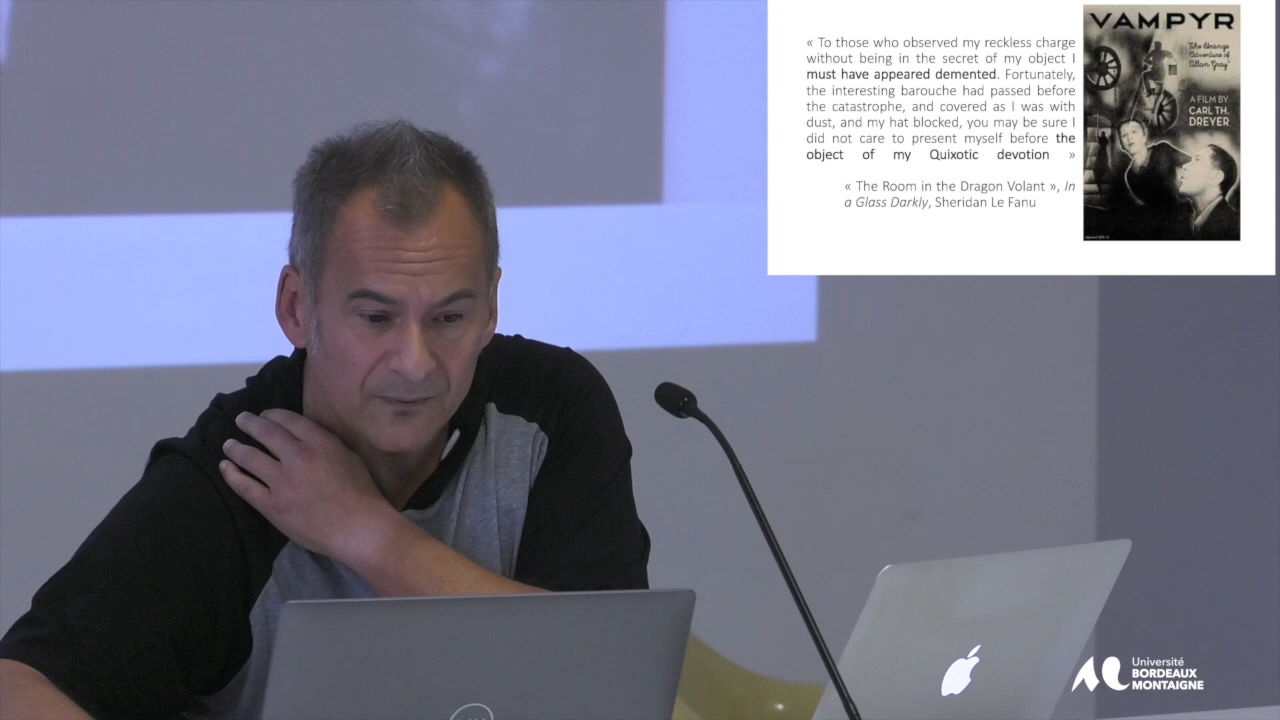 « To those who observed my reckless charge
without being in the secret of my object I
must have appeared demented. Fortunately,
the interesting barouche had passed before
the catastrophe, and covered as I was with
dust, and my hat blocked, you may be sure I
did not care to present myself before the
object of my Quixotic devotion »
« The Room in the Dragon Volant », In
a Glass Darkly, Sheridan Le Fanu
VAMPYR
The Strange
Adventure of
Allan Gray"
A FILM BY
CARL TH.
DREYER
Université
BORDEAUX
MONTAIGNE